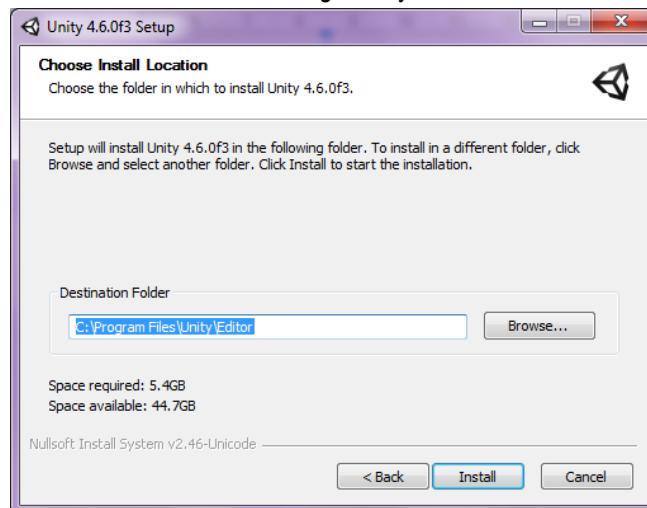 Unity 4.6.0f3 Setup
Choose Install Location
Choose the folder in which to install Unity 4.6.0f3.
Setup will install Unity 4.6.0f3 in the following folder. To install in a different folder, click
Browse and select another folder. Click Install to start the installation.
Destination Folder
C:\Program Files\Unity\Editor
Browse...
Space required: 5.4GB
Space available: 44.7GB
Nullsoft Install System v2.46-Unicode
< Back
Install
Cancel